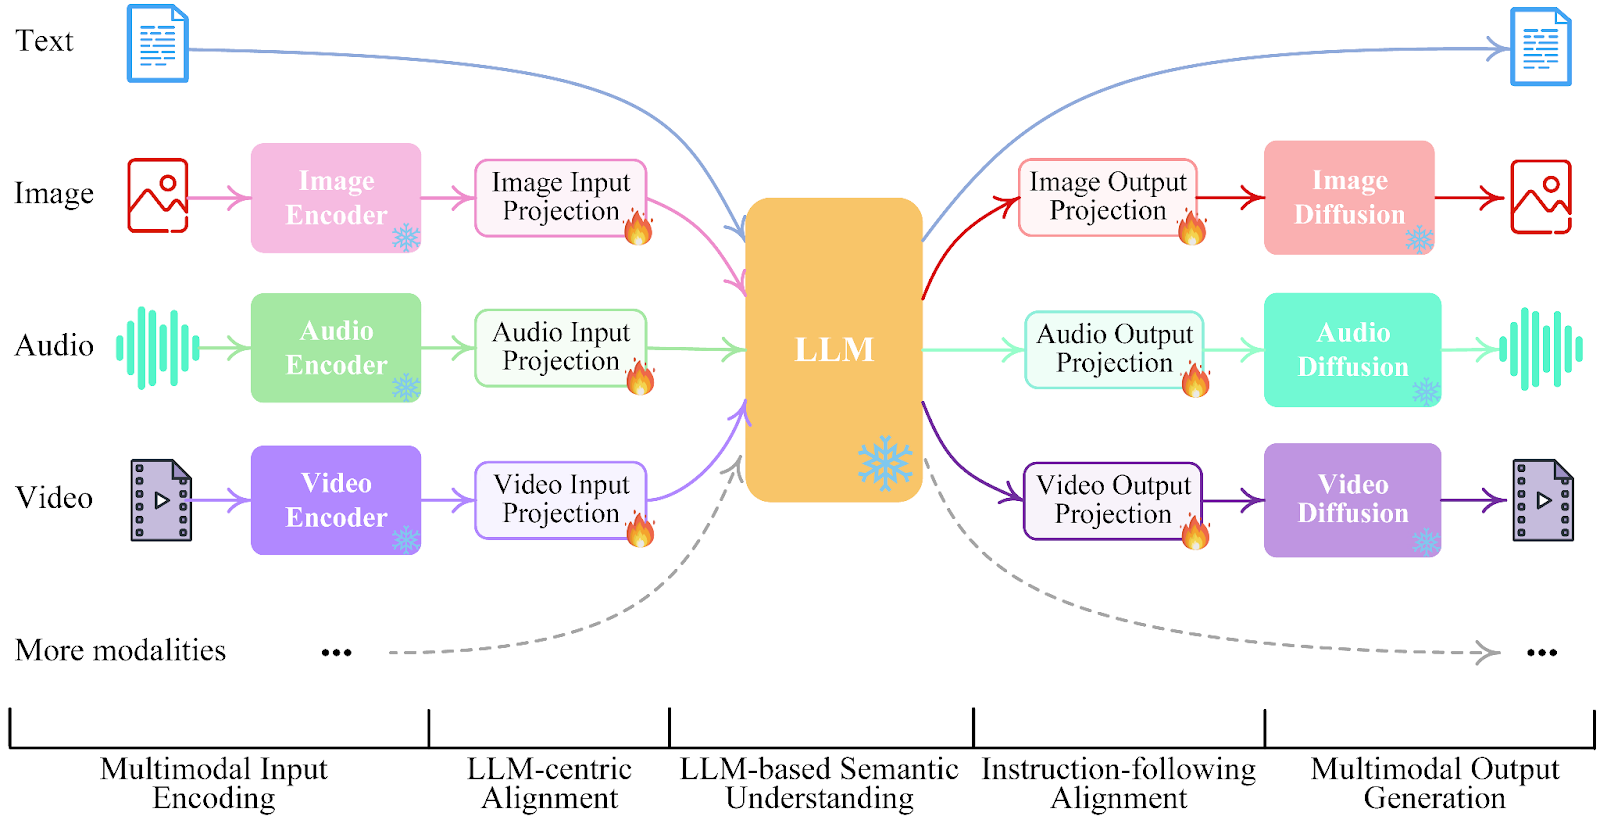 Text
Image
Image
Encoder
Image Input
Projection
Image Output
Projection
Image
Diffusion
Audio
Audio
Encoder
Audio Input
Projection
LLM
Audio Output
Projection
Audio
Diffusion
Video
Video
Encoder
Video Input
Projection
Video Output
Projection
Video
Diffusion
More modalities
...
...
Multimodal Input
Encoding
LLM-centric
Alignment
LLM-based Semantic
Understanding
Instruction-following
Alignment
Multimodal Output
Generation